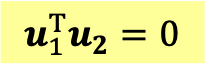 𝒖₁ᵀ𝒖₂ = 0